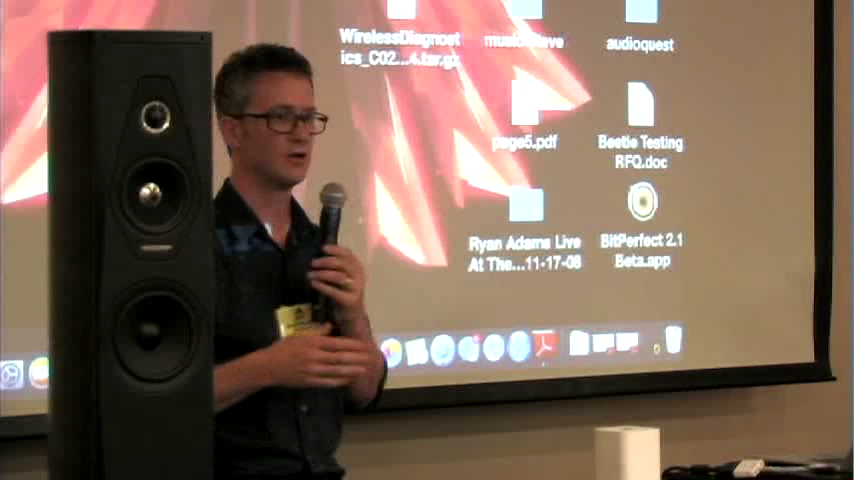 WirelessDiagnost
ics_C02...4.tar.gz
audioquest
page5.pdf
Beetle Testing
RFQ.doc
Ryan Adams Live
At The...11-17-08
BitPerfect 2.1
Beta.app